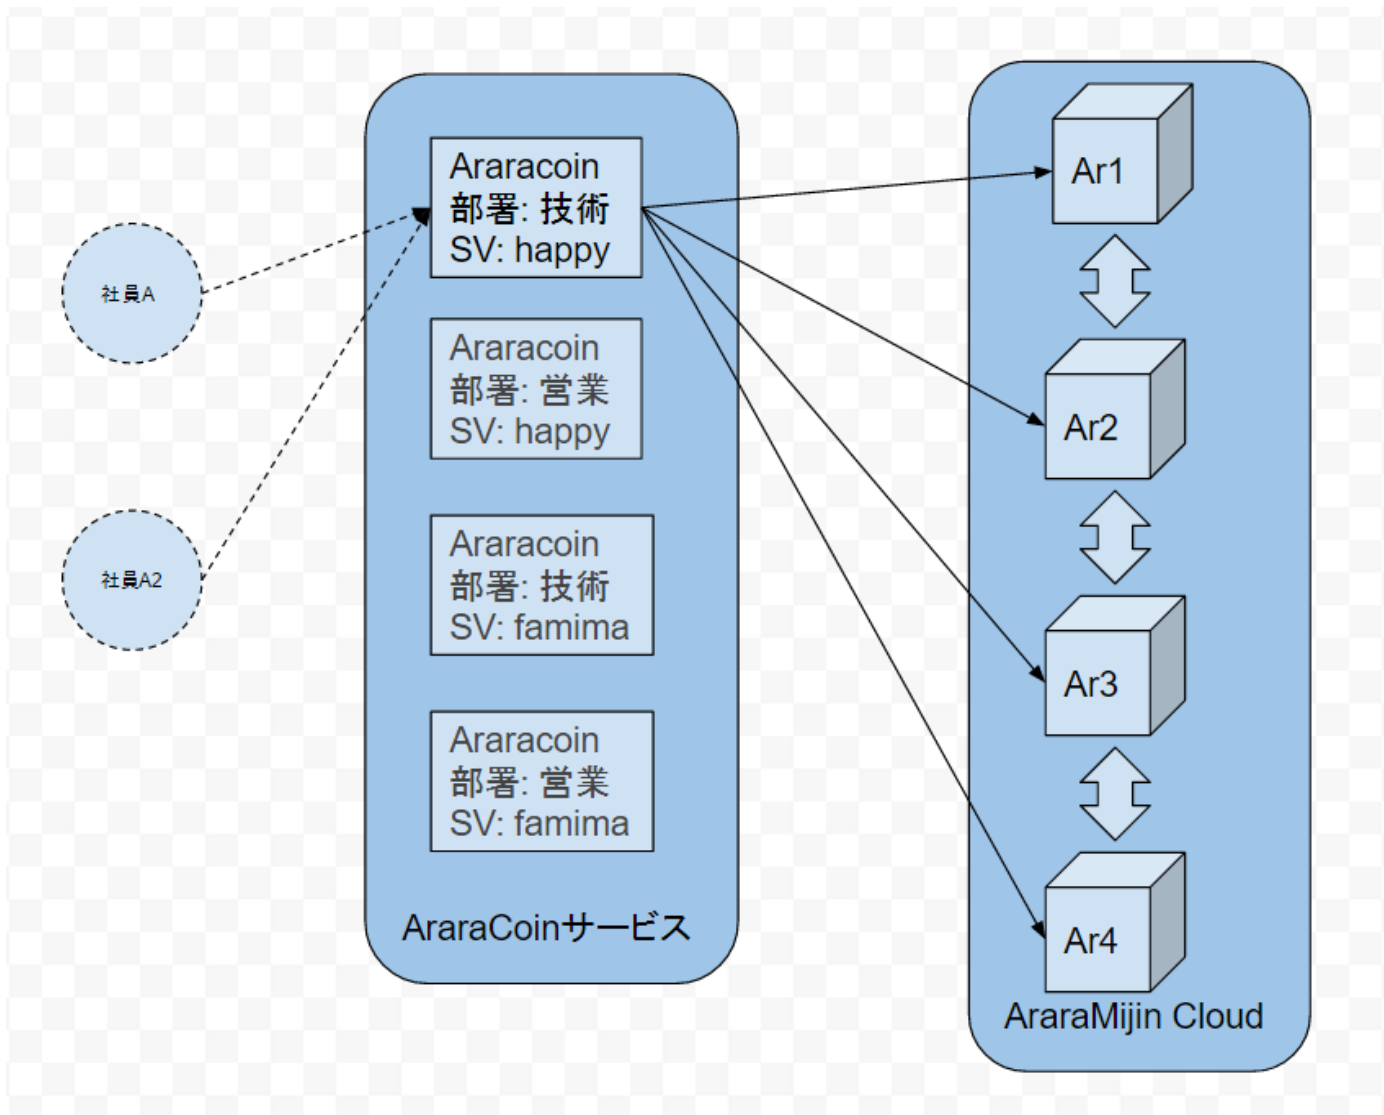 社員A
社員A2
Araracoin
部署: 技術
SV: happy
Araracoin
部署: 営業
SV: happy
Araracoin
部署: 技術
SV: famima
Araracoin
部署: 営業
SV: famima
AraraCoinサービス
Ar1
Ar2
Ar3
Ar4
AraraMijin Cloud